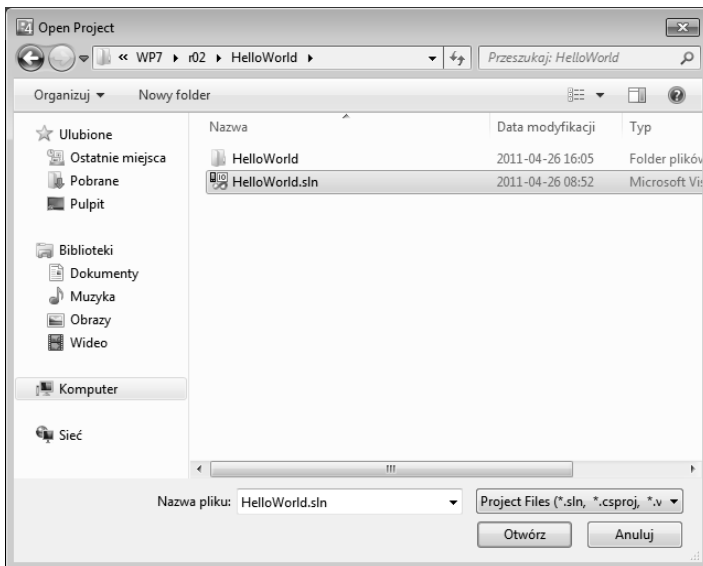 Open Project
« WP7 ▸ r02 ▸ HelloWorld ▸
Przeszukaj: HelloWorld
Organizuj
Nowy folder
Nazwa
Data modyfikacji
Typ
HelloWorld
2011-04-26 16:05
Folder plików
HelloWorld.sln
2011-04-26 08:52
Microsoft Vis
Ulubione
Ostatnie miejsca
Pobrane
Pulpit
Biblioteki
Dokumenty
Muzyka
Obrazy
Wideo
Komputer
Sieć
Nazwa pliku: HelloWorld.sln
Project Files (*.sln, *.csproj, *.v
Otwórz
Anuluj